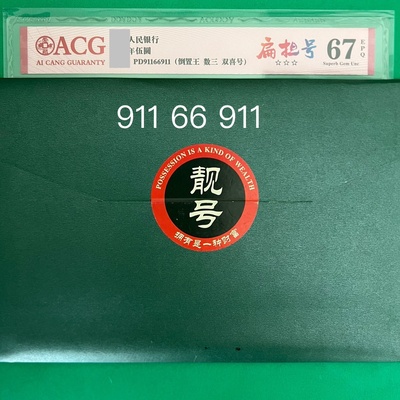 ACG
AI CANG GUARANTY
人民银行
年伍圆
PD91166911（倒置王 数三 双喜号）
号
☆☆☆
67
EPQ
Superb Gem Unc
911 66 911
POSSESSION IS A KIND OF WEALTH
靓号
拥有是一种财富